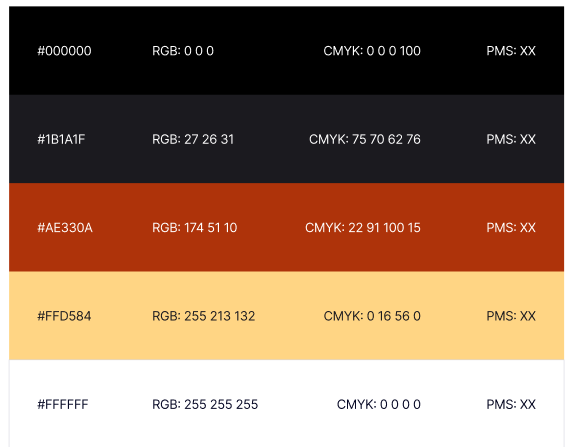 #000000 RGB: 0 0 0 CMYK: 0 0 0 100 PMS: XX
#1B1A1F RGB: 27 26 31 CMYK: 75 70 62 76 PMS: XX
#AE330A RGB: 174 51 10 CMYK: 22 91 100 15 PMS: XX
#FFD584 RGB: 255 213 132 CMYK: 0 16 56 0 PMS: XX
#FFFFFF RGB: 255 255 255 CMYK: 0 0 0 0 PMS: XX